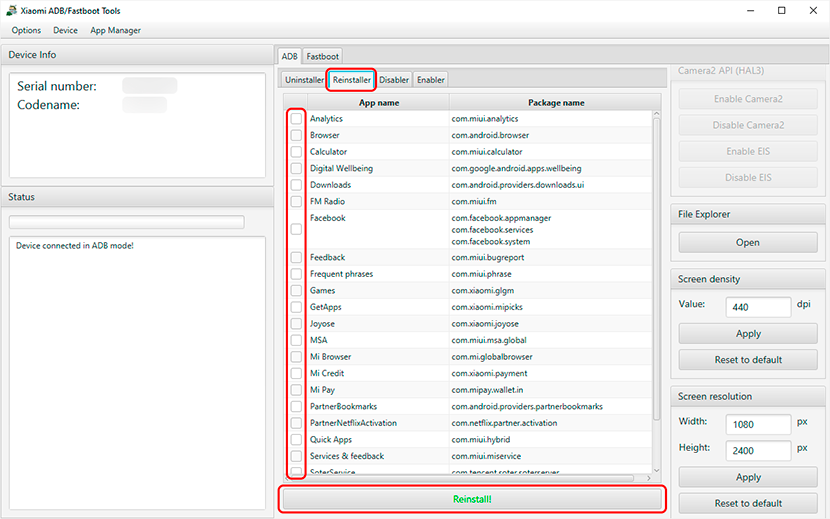 Xiaomi ADB/Fastboot Tools
Options Device App Manager
Device Info
Serial number:
Codename:
Status
Device connected in ADB mode!
ADB Fastboot
Uninstaller Reinstaller Disabler Enabler
App name Package name
Analytics com.miui.analytics
Browser com.android.browser
Calculator com.miui.calculator
Digital Wellbeing com.google.android.apps.wellbeing
Downloads com.android.providers.downloads.ui
FM Radio com.miui.fm
Facebook com.facebook.appmanager
com.facebook.services
com.facebook.system
Feedback com.miui.bugreport
Frequent phrases com.miui.phrase
Games com.xiaomi.glgm
GetApps com.xiaomi.mipicks
Joyose com.xiaomi.joyose
MSA com.miui.msa.global
Mi Browser com.mi.globalbrowser
Mi Credit com.xiaomi.payment
Mi Pay com.mipay.wallet.in
PartnerBookmarks com.android.providers.partnerbookmarks
PartnerNetflixActivation com.netflix.partner.activation
Quick Apps com.miui.hybrid
Services & feedback com.miui.miservice
SoterService com.tencent.soter.soterserver
Reinstall!
Camera2 API (HAL3)
Enable Camera2
Disable Camera2
Enable EIS
Disable EIS
File Explorer
Open
Screen density
Value: 440 dpi
Apply
Reset to default
Screen resolution
Width: 1080 px
Height: 2400 px
Apply
Reset to default